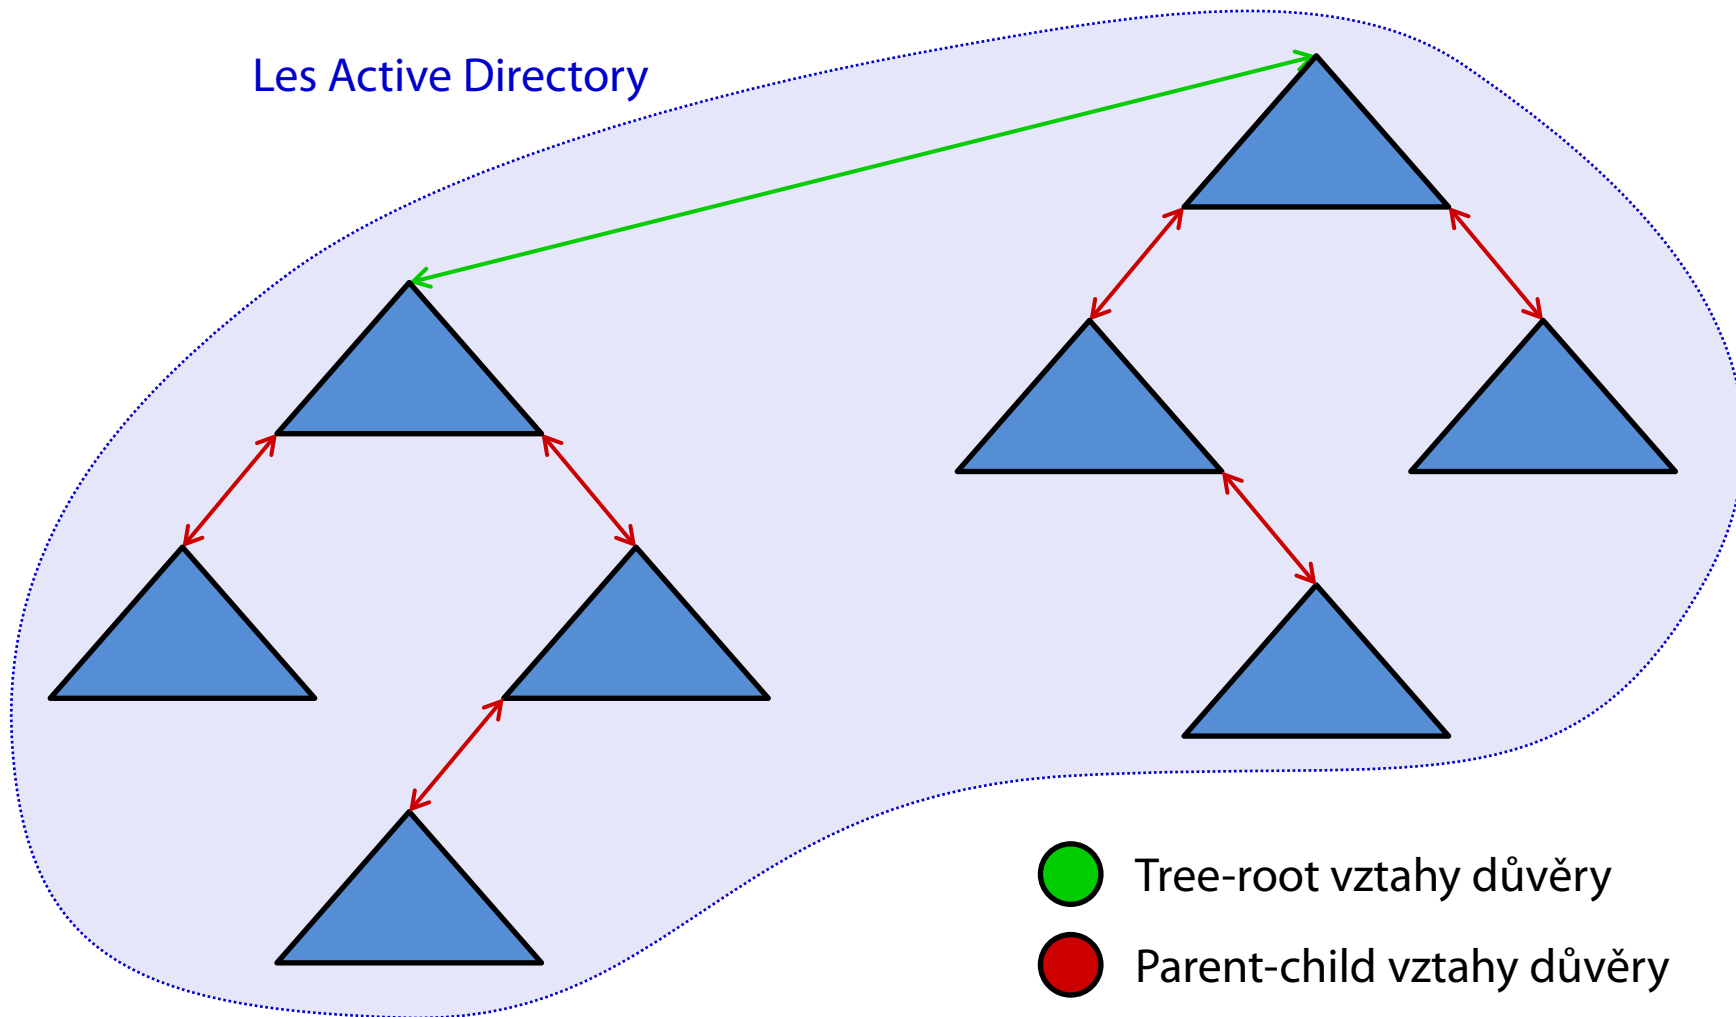 Les Active Directory
Tree-root vztahy důvěry
Parent-child vztahy důvěry